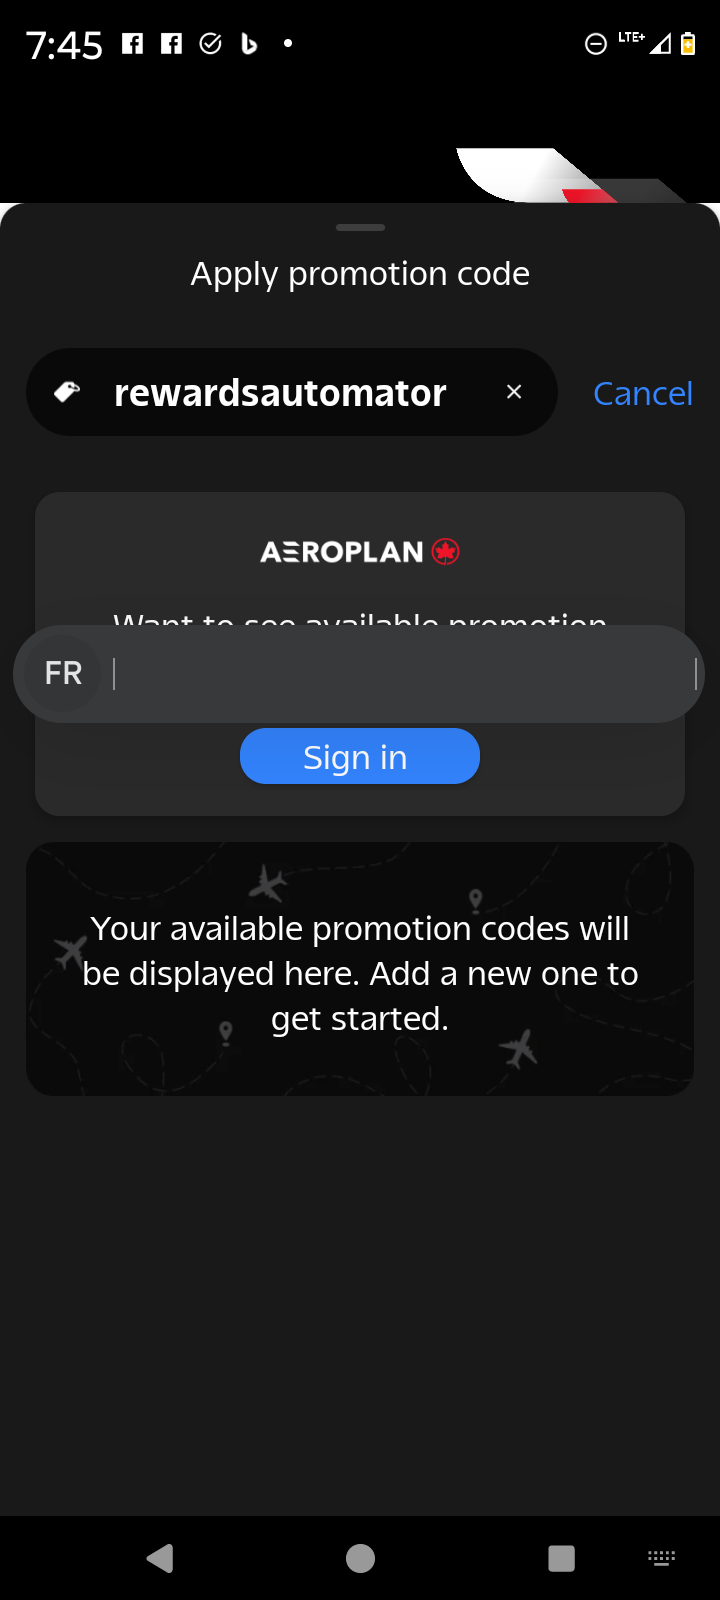 7:45
LTE+
Apply promotion code
rewardsautomator
Cancel
AEROPLAN
Want to see available promotion
FR
Sign in
Your available promotion codes will
be displayed here. Add a new one to
get started.